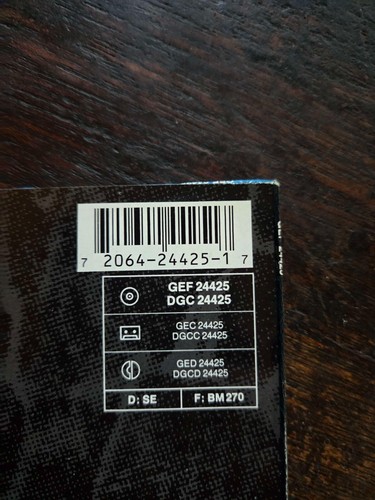 7 2064-24425-1 7
GEF 24425
DGC 24425
GEC 24425
DGCC 24425
GED 24425
DGCD 24425
D: SE F: BM 270